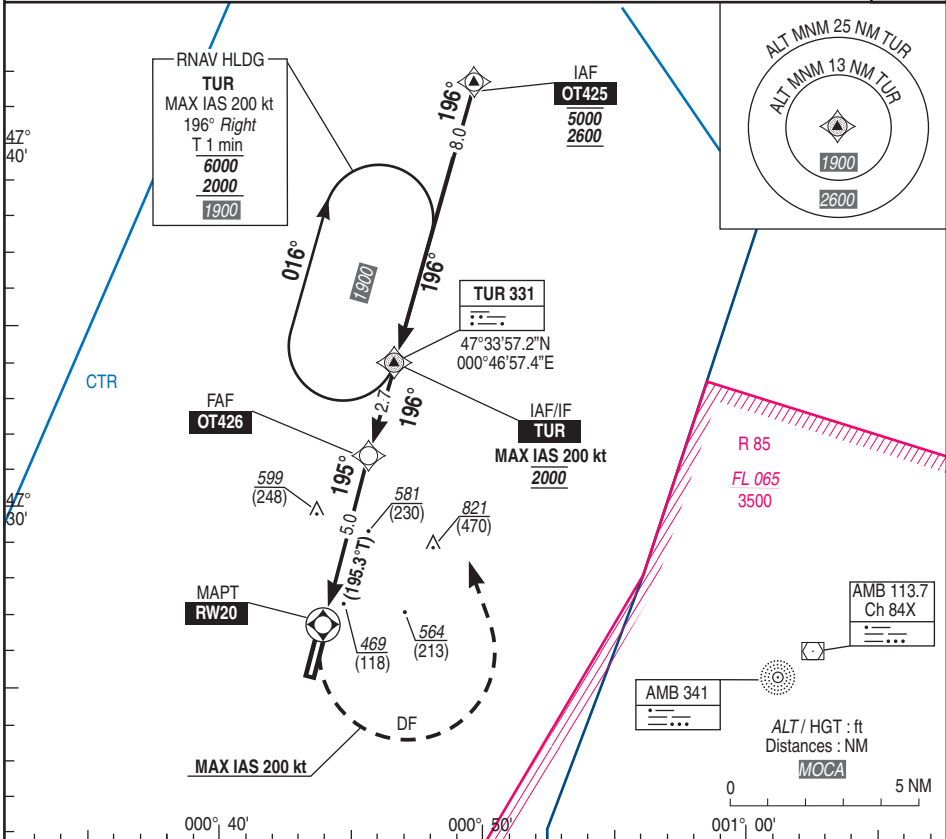 RNAV HLDG
TUR
MAX IAS 200 kt
196° Right
T 1 min
6000
2000
1900
IAF
OT425
5000
2600
ALT MNM 25 NM TUR
ALT MNM 13 NM TUR
1900
2600
47°
40'
196°
8.0
016°
1900
196°
TUR 331
47°33'57.2"N
000°46'57.4"E
CTR
2.7
196°
FAF
OT426
IAF/IF
TUR
MAX IAS 200 kt
2000
R 85
FL 065
3500
195°
599
(248)
581
(230)
821
(470)
47°
30'
5.0
(195.3°T)
MAPT
RW20
469
(118)
564
(213)
AMB 113.7
Ch 84X
AMB 341
DF
MAX IAS 200 kt
ALT / HGT : ft
Distances : NM
MOCA
0 5 NM
000° 40' 000° 50' 001° 00'